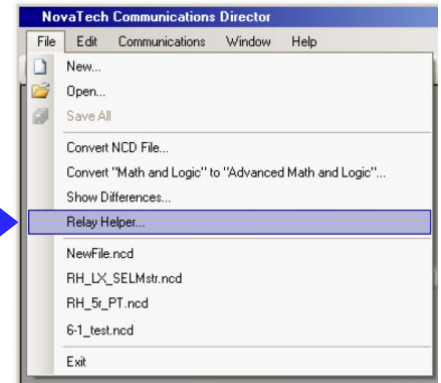 NovaTech Communications Director
File Edit Communications Window Help
New...
Open...
Save All
Convert NCD File...
Convert "Math and Logic" to "Advanced Math and Logic"...
Show Differences...
Relay Helper...
NewFile.ncd
RH_LX_SELMstr.ncd
RH_5r_PT.ncd
6-1_test.ncd
Exit